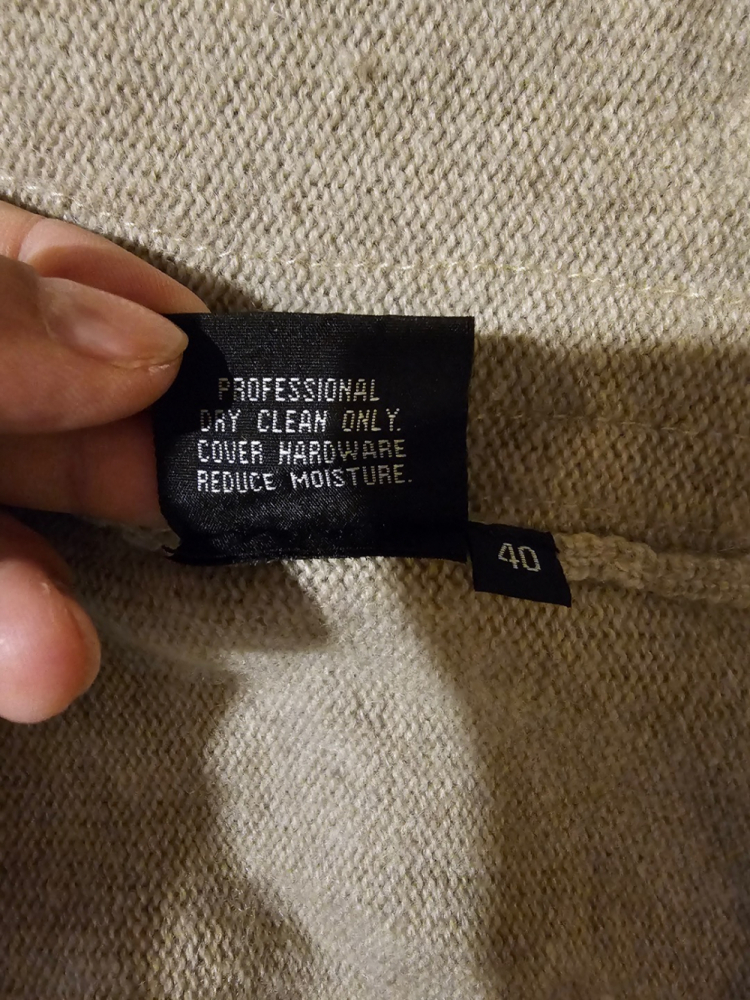 PROFESSIONAL
DRY CLEAN ONLY.
COVER HARDWARE
REDUCE MOISTURE.
40